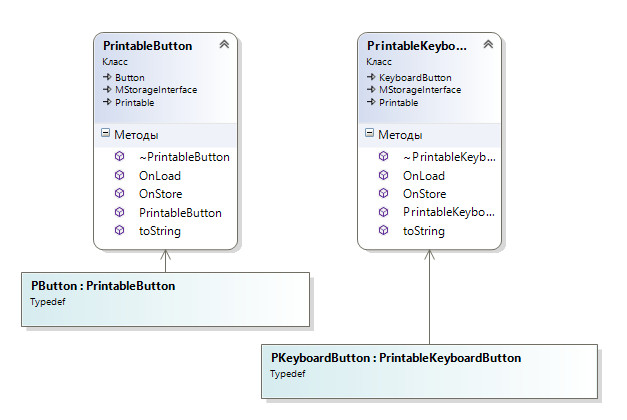 PrintableButton
Класс
Button
MStorageInterface
Printable
Методы
~PrintableButton
OnLoad
OnStore
PrintableButton
toString
PButton : PrintableButton
Typedef
PrintableKeybo...
Класс
KeyboardButton
MStorageInterface
Printable
Методы
~PrintableKeyb...
OnLoad
OnStore
PrintableKeybo...
toString
PKeyboardButton : PrintableKeyboardButton
Typedef